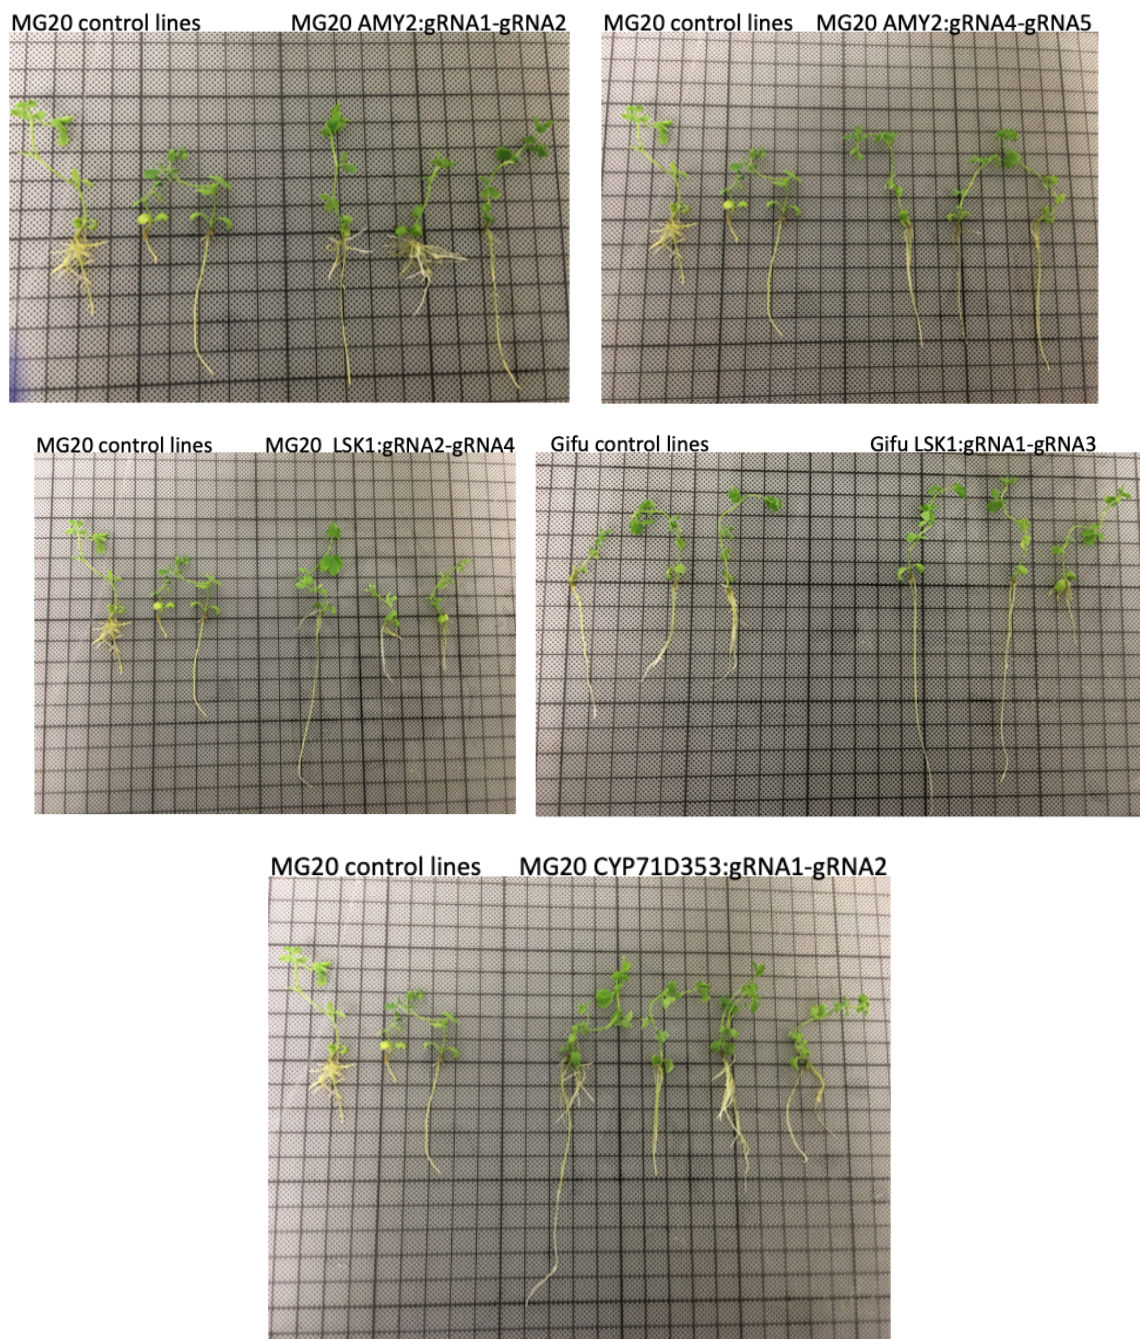 MG20 control lines MG20 AMY2:gRNA1-gRNA2
MG20 control lines MG20 AMY2:gRNA4-gRNA5
MG20 control lines MG20 LSK1:gRNA2-gRNA4
Gifu control lines Gifu LSK1:gRNA1-gRNA3
MG20 control lines MG20 CYP71D353:gRNA1-gRNA2